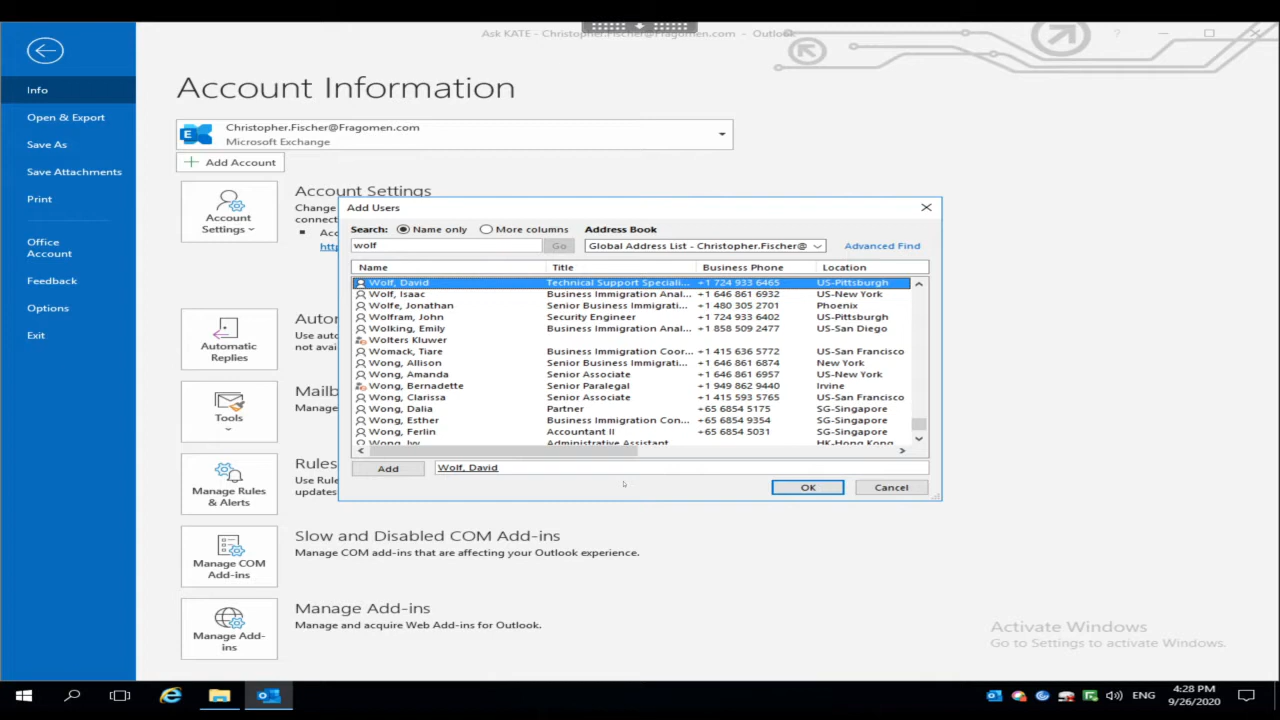 Ask KATE - Christopher.Fischer@Fragomen.com - Outlook
Info
Open & Export
Save As
Save Attachments
Print
Office
Account
Feedback
Options
Exit
Account Information
Christopher.Fischer@Fragomen.com
Microsoft Exchange
Add Account
Account
Settings
Account Settings
Change
connect
Acc
http
Automatic
Replies
Auton
Use auto
not avai
Tools
Mailb
Manage
Manage Rules
& Alerts
Rules
Use Rule
updates
Manage COM
Add-ins
Slow and Disabled COM Add-ins
Manage COM add-ins that are affecting your Outlook experience.
Manage Add-
ins
Manage Add-ins
Manage and acquire Web Add-ins for Outlook.
Add Users
Search: Name only More columns Address Book
wolf Go Global Address List - Christopher.Fischer@ Advanced Find
Name Title Business Phone Location
Wolf, David Technical Support Speciali... +1 724 933 6465 US-Pittsburgh
Wolf, Isaac Business Immigration Anal... +1 646 861 6932 US-New York
Wolfe, Jonathan Senior Business Immigrati... +1 480 305 2701 Phoenix
Wolfram, John Security Engineer +1 724 933 6402 US-Pittsburgh
Wolking, Emily Business Immigration Anal... +1 858 509 2477 US-San Diego
Wolters Kluwer
Womack, Tiare Business Immigration Coor... +1 415 636 5772 US-San Francisco
Wong, Allison Senior Business Immigrati... +1 646 861 6874 New York
Wong, Amanda Senior Associate +1 646 861 6957 US-New York
Wong, Bernadette Senior Paralegal +1 949 862 9440 Irvine
Wong, Clarissa Senior Associate +1 415 593 5765 US-San Francisco
Wong, Dalia Partner +65 6854 5175 SG-Singapore
Wong, Esther Business Immigration Con... +65 6854 9354 SG-Singapore
Wong, Ferlin Accountant II +65 6854 5031 SG-Singapore
Wong, Ivy Administrative Assistant HK-Hong Kong
Add Wolf, David
OK Cancel
Activate Windows
Go to Settings to activate Windows.
ENG
4:28 PM
9/26/2020